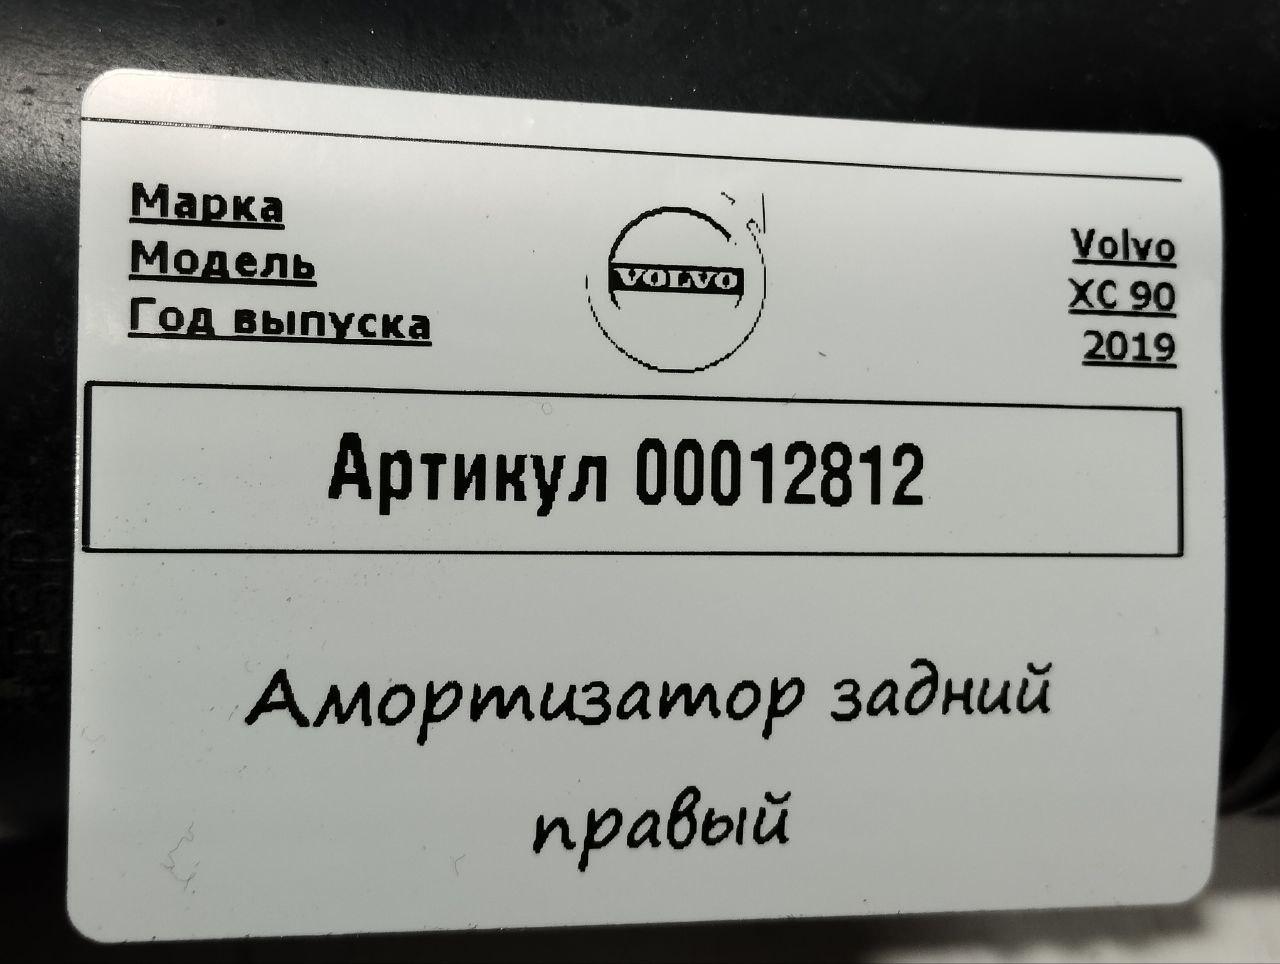 Марка Volvo
Модель XC 90
Год выпуска 2019
VOLVO
Артикул 00012812
Амортизатор задний
правый